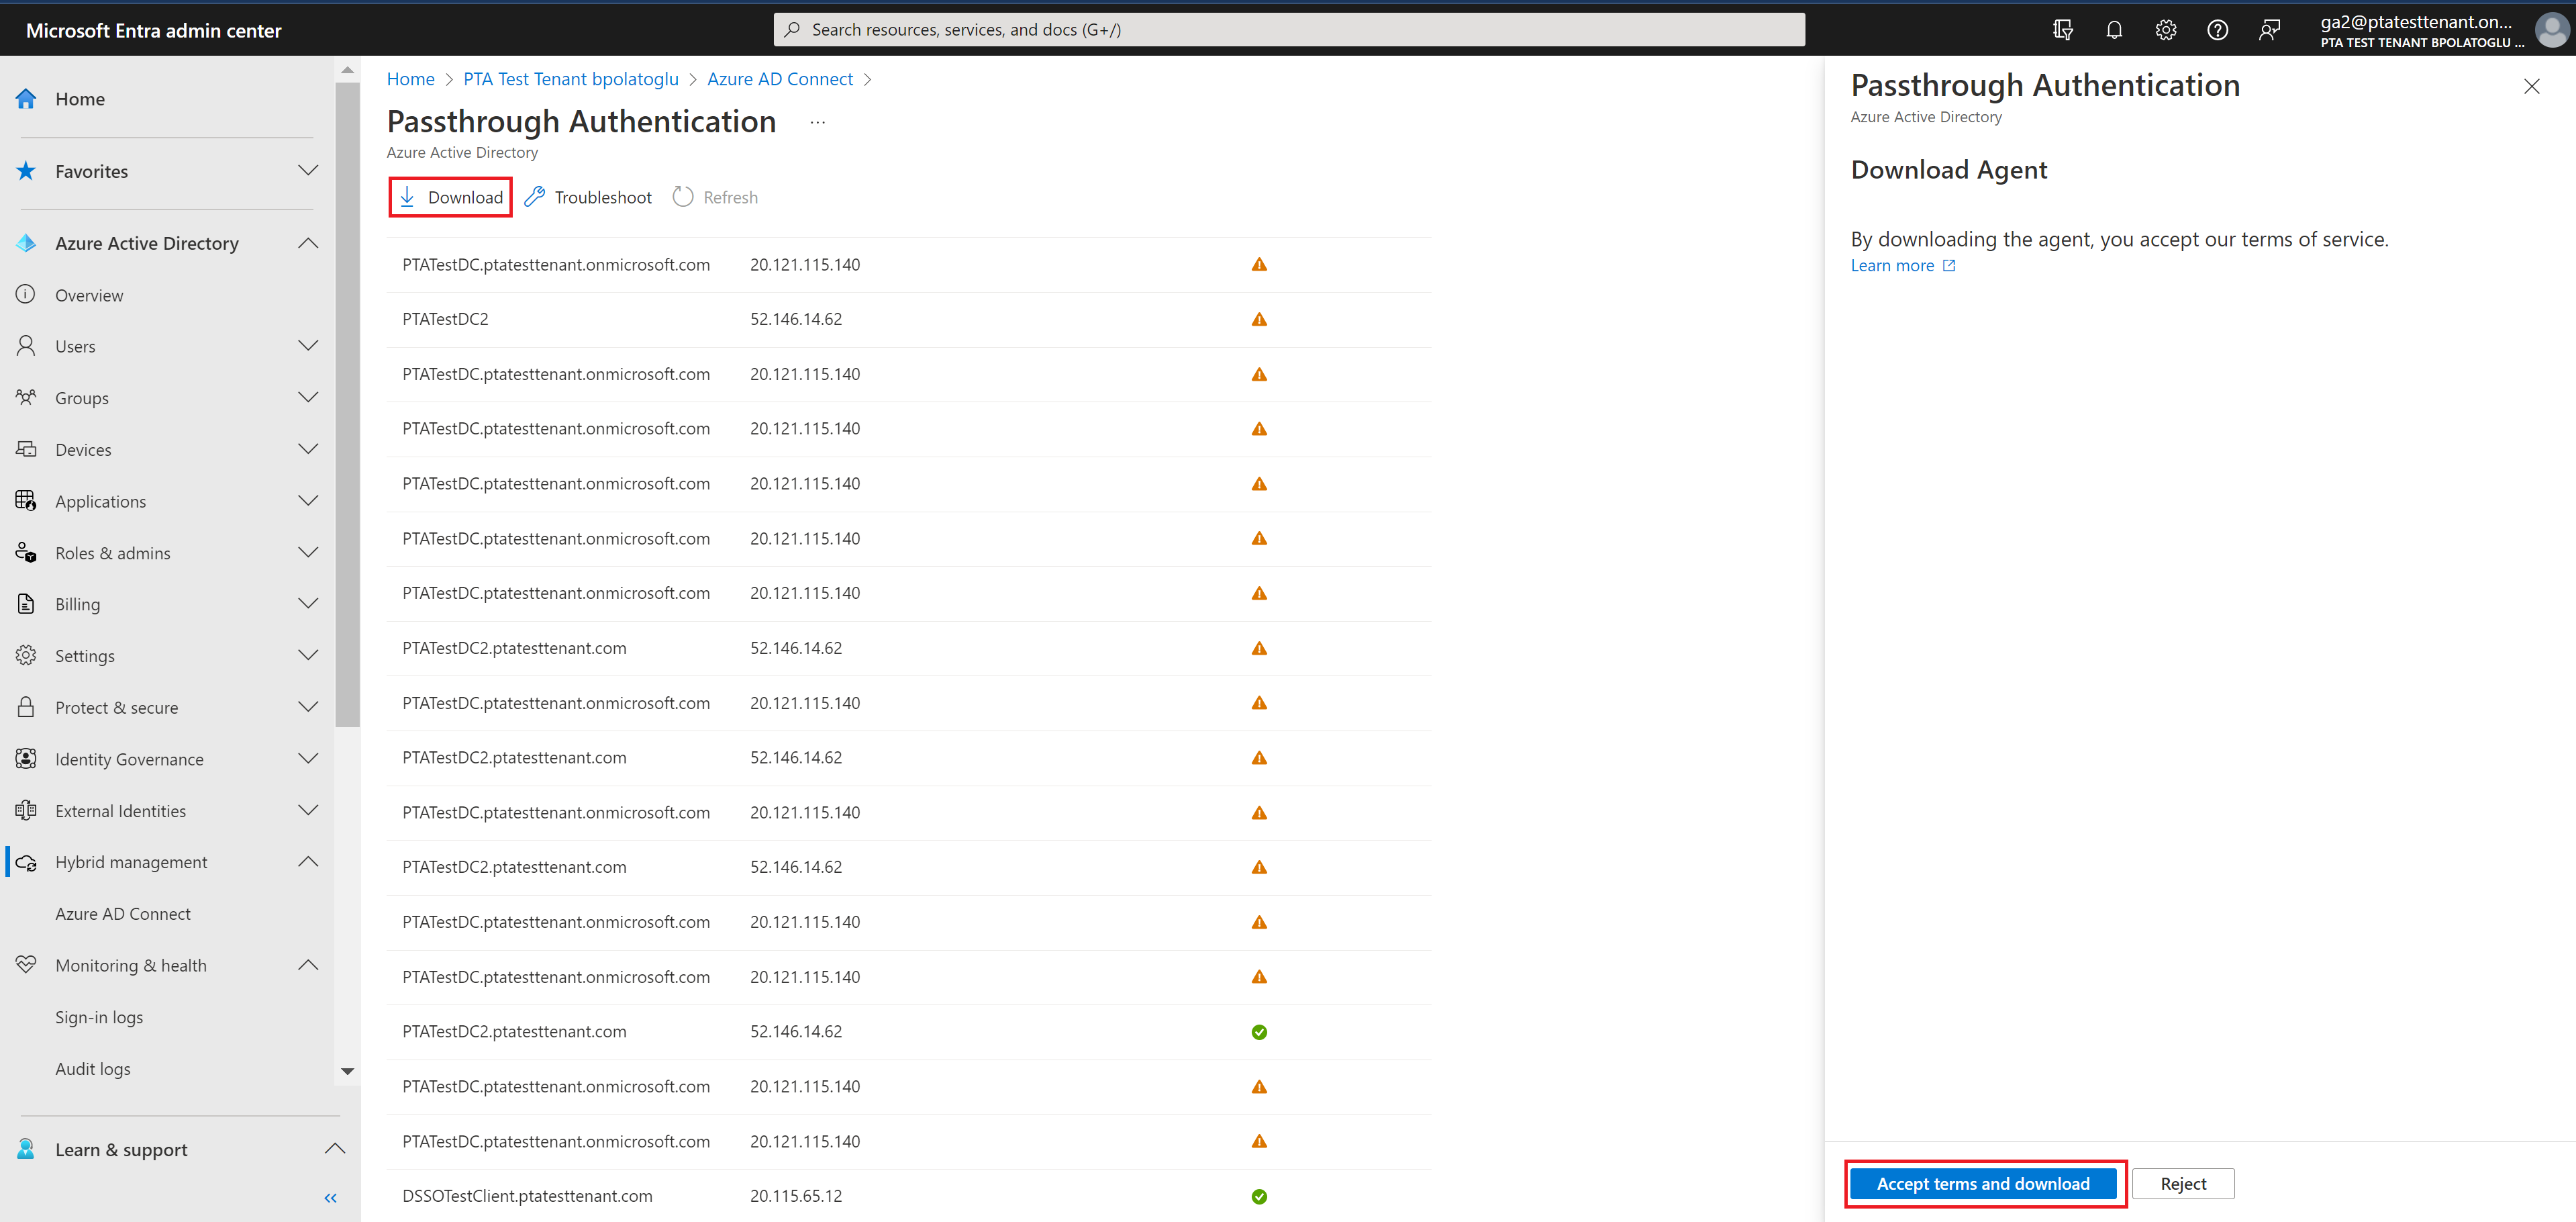 Microsoft Entra admin center
Search resources, services, and docs (G+/)
ga2@ptatesttenant.on...
PTA TEST TENANT BPOLATOGLU ...
Home
Favorites
Azure Active Directory
Overview
Users
Groups
Devices
Applications
Roles & admins
Billing
Settings
Protect & secure
Identity Governance
External Identities
Hybrid management
Azure AD Connect
Monitoring & health
Sign-in logs
Audit logs
Learn & support
Home > PTA Test Tenant bpolatoglu > Azure AD Connect >
Passthrough Authentication ...
Azure Active Directory
Download Troubleshoot Refresh
PTATestDC.ptatesttenant.onmicrosoft.com 20.121.115.140
PTATestDC2 52.146.14.62
PTATestDC.ptatesttenant.onmicrosoft.com 20.121.115.140
PTATestDC.ptatesttenant.onmicrosoft.com 20.121.115.140
PTATestDC.ptatesttenant.onmicrosoft.com 20.121.115.140
PTATestDC.ptatesttenant.onmicrosoft.com 20.121.115.140
PTATestDC.ptatesttenant.onmicrosoft.com 20.121.115.140
PTATestDC2.ptatesttenant.com 52.146.14.62
PTATestDC.ptatesttenant.onmicrosoft.com 20.121.115.140
PTATestDC2.ptatesttenant.com 52.146.14.62
PTATestDC.ptatesttenant.onmicrosoft.com 20.121.115.140
PTATestDC2.ptatesttenant.com 52.146.14.62
PTATestDC.ptatesttenant.onmicrosoft.com 20.121.115.140
PTATestDC.ptatesttenant.onmicrosoft.com 20.121.115.140
PTATestDC2.ptatesttenant.com 52.146.14.62
PTATestDC.ptatesttenant.onmicrosoft.com 20.121.115.140
PTATestDC.ptatesttenant.onmicrosoft.com 20.121.115.140
DSSOTestClient.ptatesttenant.com 20.115.65.12
Passthrough Authentication
Azure Active Directory
Download Agent
By downloading the agent, you accept our terms of service.
Learn more
Accept terms and download
Reject